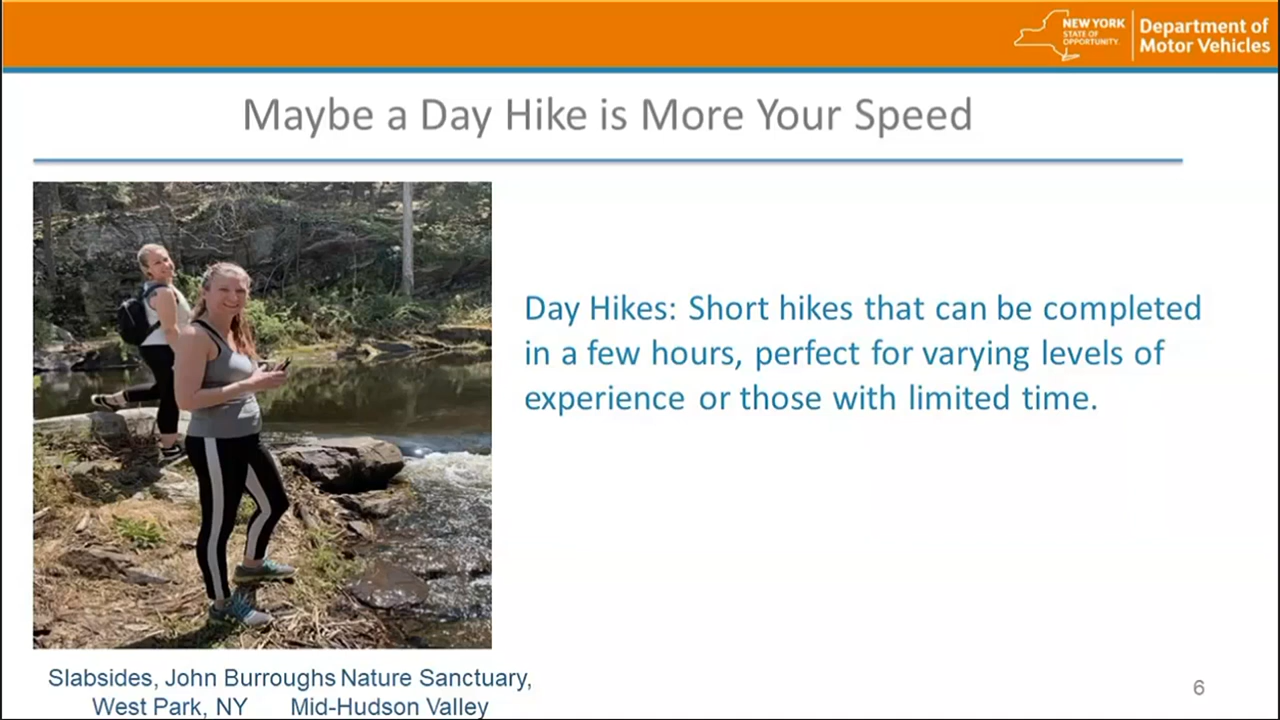 NEW YORK
STATE OF
OPPORTUNITY.
Department of
Motor Vehicles
Maybe a Day Hike is More Your Speed
Day Hikes: Short hikes that can be completed
in a few hours, perfect for varying levels of
experience or those with limited time.
Slabsides, John Burroughs Nature Sanctuary,
West Park, NY Mid-Hudson Valley
6